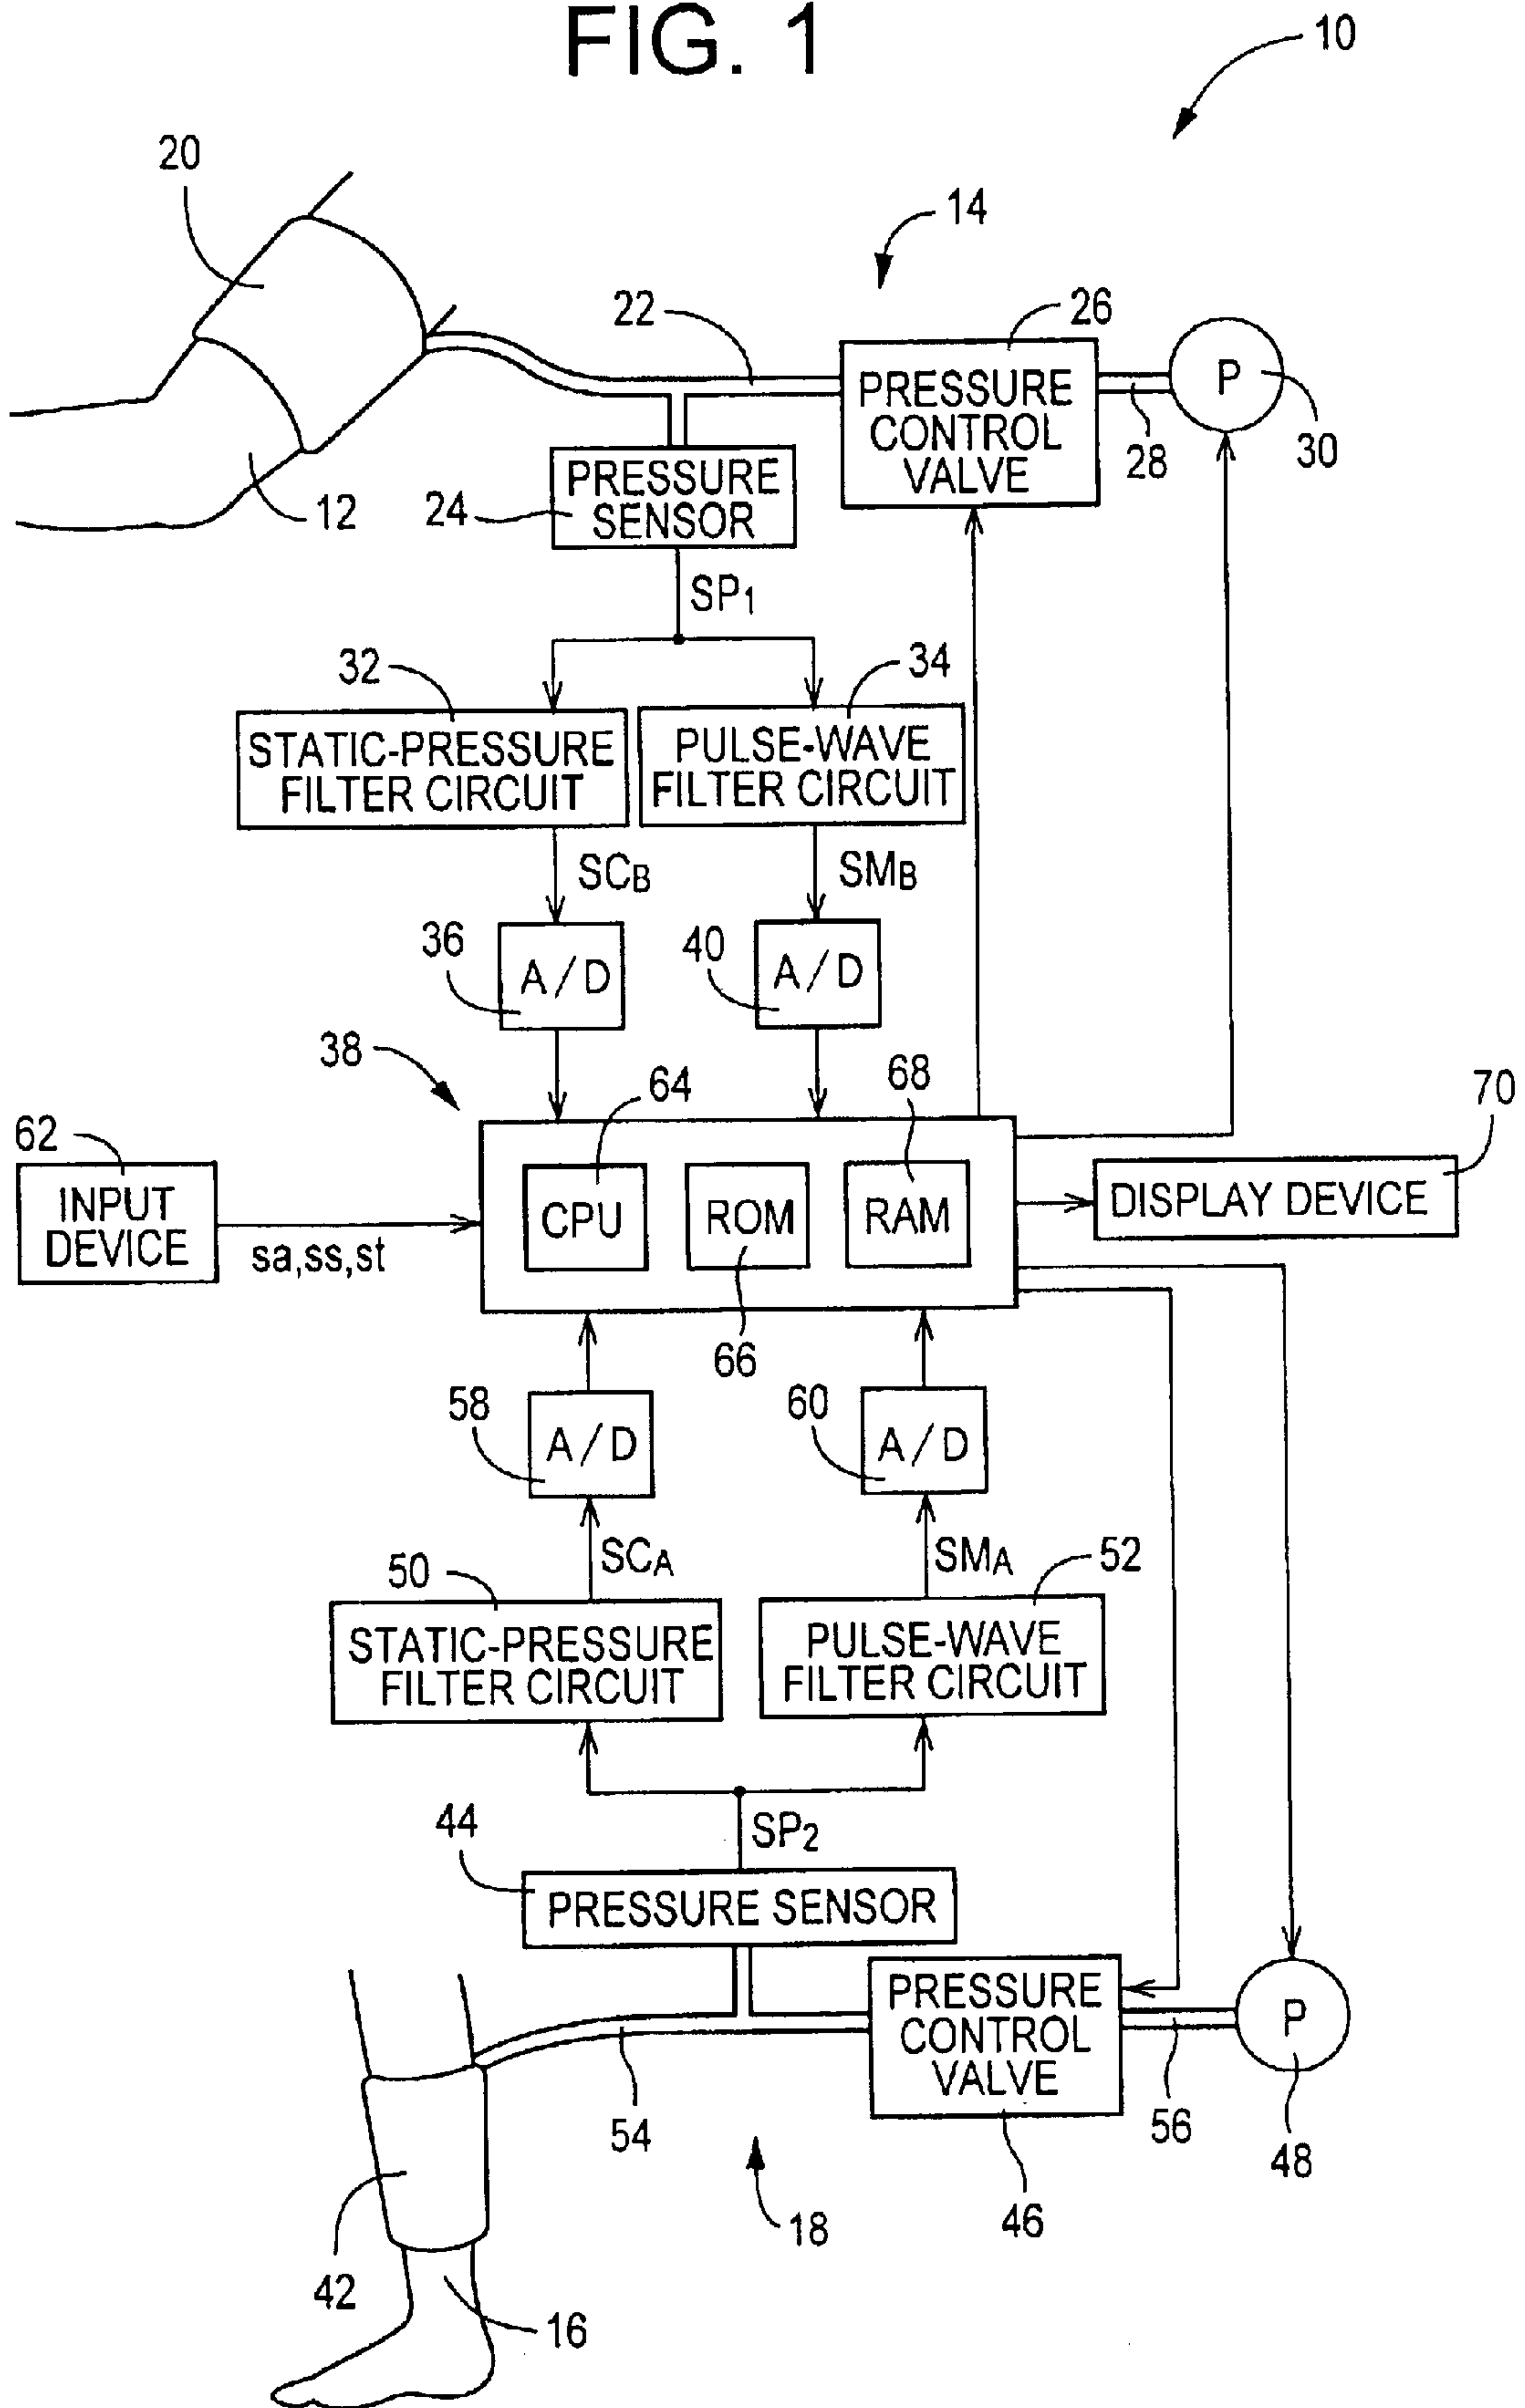 FIG. 1
10
20
14
22
26
PRESSURE
CONTROL
VALVE
P
28
30
12
24
PRESSURE
SENSOR
SP1
32
34
STATIC-PRESSURE
FILTER CIRCUIT
PULSE-WAVE
FILTER CIRCUIT
SCB
SMB
36
A/D
40
A/D
38
64
68
70
62
INPUT
DEVICE
sa,ss,st
CPU
ROM
RAM
DISPLAY DEVICE
66
58
A/D
60
A/D
SCA
SMA
50
52
STATIC-PRESSURE
FILTER CIRCUIT
PULSE-WAVE
FILTER CIRCUIT
44
SP2
PRESSURE SENSOR
PRESSURE
CONTROL
VALVE
P
54
56
48
18
46
42
16